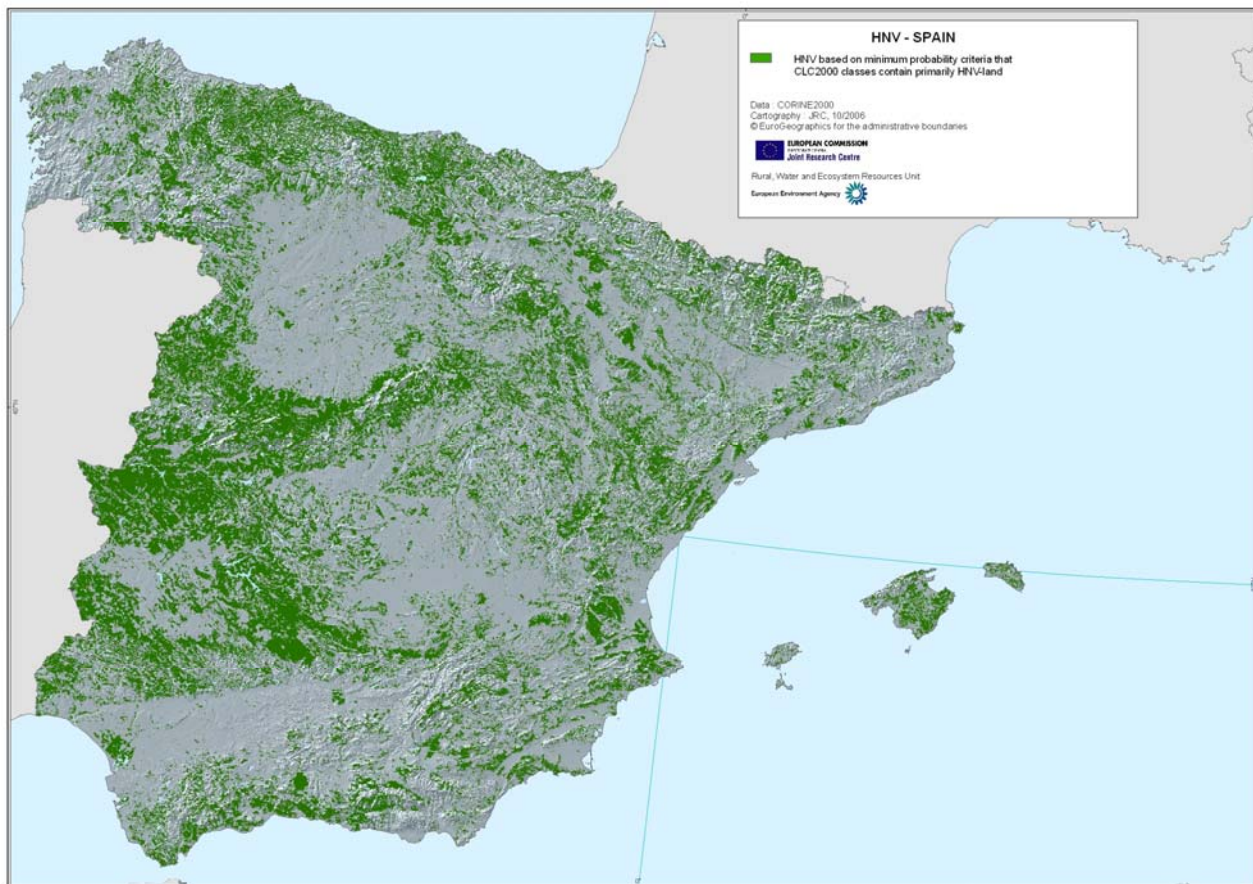 HNV - SPAIN
HNV based on minimum probability criteria that
CLC2000 classes contain primarily HNV-land
Data : CORINE2000
Cartography : JRC, 10/2006
© EuroGeographics for the administrative boundaries
EUROPEAN COMMISSION
Joint Research Centre
Rural, Water and Ecosystem Resources Unit
European Environment Agency